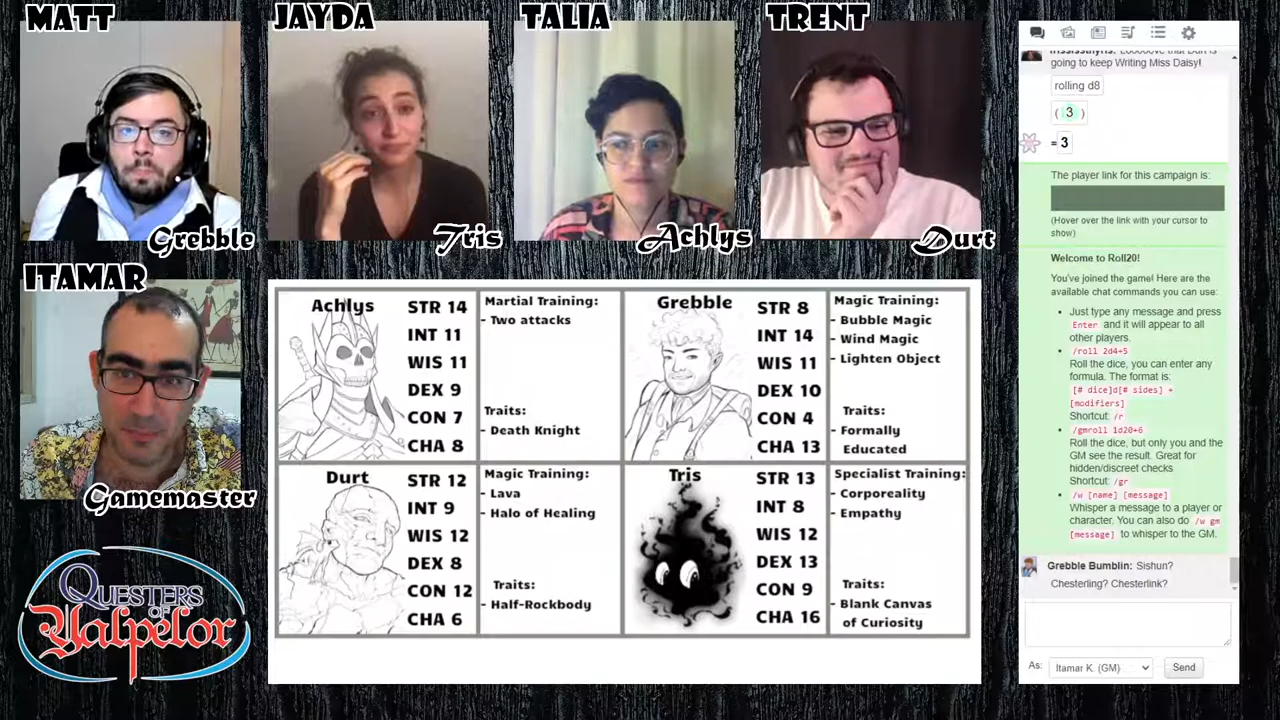 MATT
JAYDA
TALIA
TRENT
Grebble
Tris
Achlys
Durt
ITAMAR
Gamemaster
QUESTERS
OF
Yalpelor
Achlys
STR 14
INT 11
WIS 11
DEX 9
CON 7
CHA 8
Martial Training:
- Two attacks
Traits:
- Death Knight
Grebble
STR 8
INT 14
WIS 11
DEX 10
CON 4
CHA 13
Magic Training:
- Bubble Magic
- Wind Magic
- Lighten Object
Traits:
- Formally
Educated
Durt
STR 12
INT 9
WIS 12
DEX 8
CON 12
CHA 6
Magic Training:
- Lava
- Halo of Healing
Traits:
- Half-Rockbody
Tris
STR 13
INT 8
WIS 12
DEX 13
CON 9
CHA 16
Specialist Training:
- Corporeality
- Empathy
Traits:
- Blank Canvas
of Curiosity
that Durt is
going to keep Writing Miss Daisy!
rolling d8
( 3 )
= 3
The player link for this campaign is:
(Hover over the link with your cursor to
show)
Welcome to Roll20!
You've joined the game! Here are the
available chat commands you can use:
• Just type any message and press
Enter and it will appear to all
other players.
• /roll 2d4+5
Roll the dice, you can enter any
formula. The format is:
[# dice]d[# sides] +
[modifiers]
Shortcut: /r
• /gmroll 1d20+6
Roll the dice, but only you and the
GM see the result. Great for
hidden/discreet checks
Shortcut: /gr
• /w [name] [message]
Whisper a message to a player or
character. You can also do /w gm
[message] to whisper to the GM.
Grebble Bumblin: Sishun?
Chesterling? Chesterlink?
As:
Itamar K. (GM)
Send